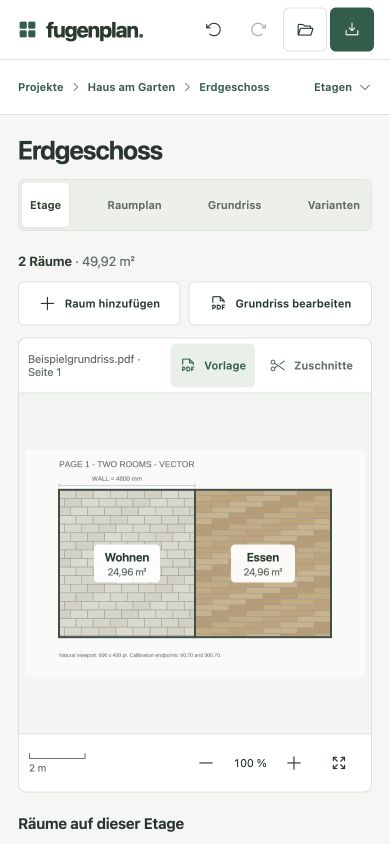 fugenplan.
Projekte > Haus am Garten > Erdgeschoss Etagen
Erdgeschoss
Etage Raumplan Grundriss Varianten
2 Räume · 49,92 m²
Raum hinzufügen
PDF Grundriss bearbeiten
Beispielgrundriss.pdf ·
Seite 1
PDF Vorlage Zuschnitte
PAGE 1 - TWO ROOMS - VECTOR
WALL = 4800 mm
Wohnen
24,96 m²
Essen
24,96 m²
Natural viewport: 600 x 400 pt. Calibration endpoints: 60,70 and 300,70.
2 m
100 %
Räume auf dieser Etage